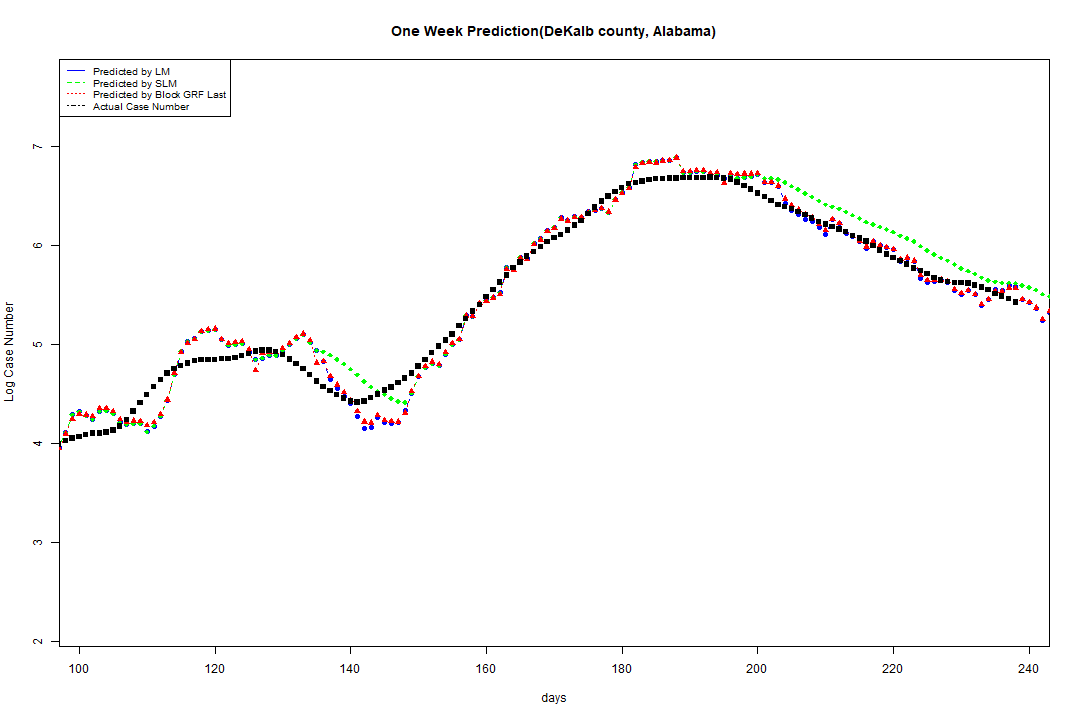 One Week Prediction(DeKalb county, Alabama)
Predicted by LM
Predicted by SLM
Predicted by Block GRF Last
Actual Case Number
7
6
5
4
3
2
Log Case Number
100 120 140 160 180 200 220 240
days